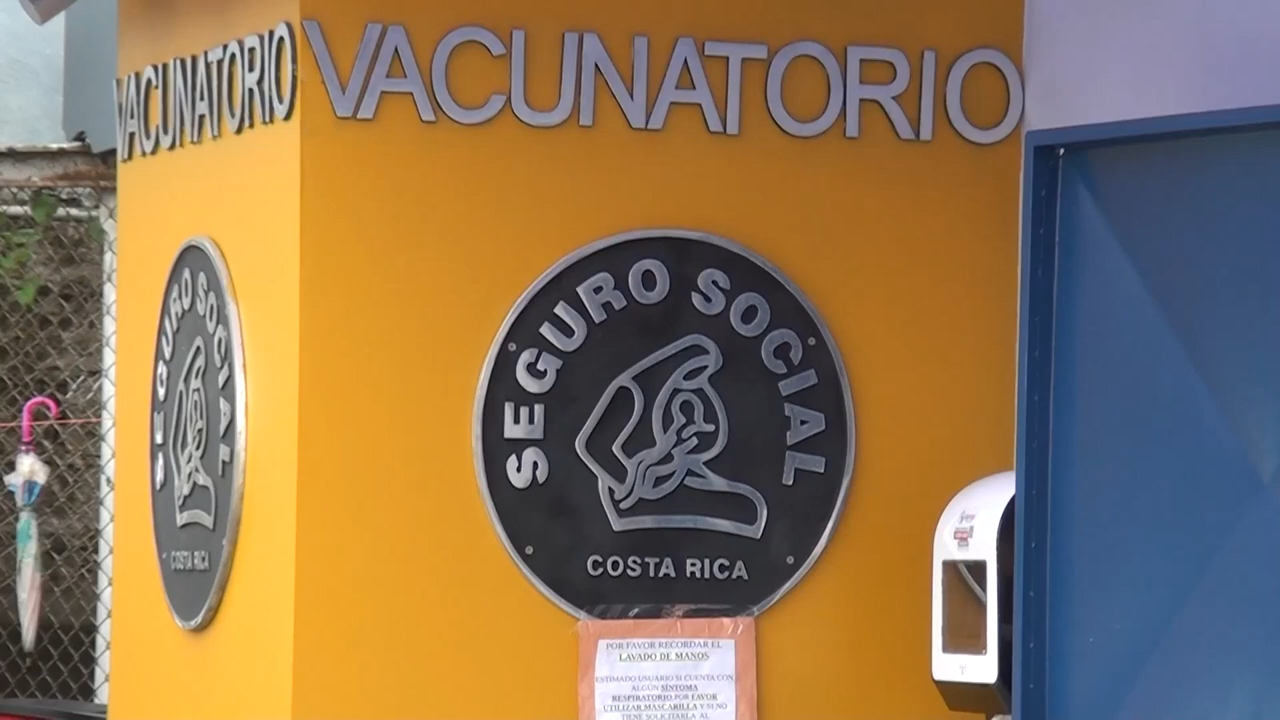 VACUNATORIO
VACUNATORIO
SEGURO SOCIAL
COSTA RICA
SEGURO SOCIAL
COSTA RICA
POR FAVOR RECORDAR EL
LAVADO DE MANOS
ESTIMADO USUARIO SI CUENTA CON
ALGUN SÍNTOMA
RESPIRATORIO POR FAVOR
UTILIZAR MASCARILLA Y SI NO
TIENE SOLICITARLA AL